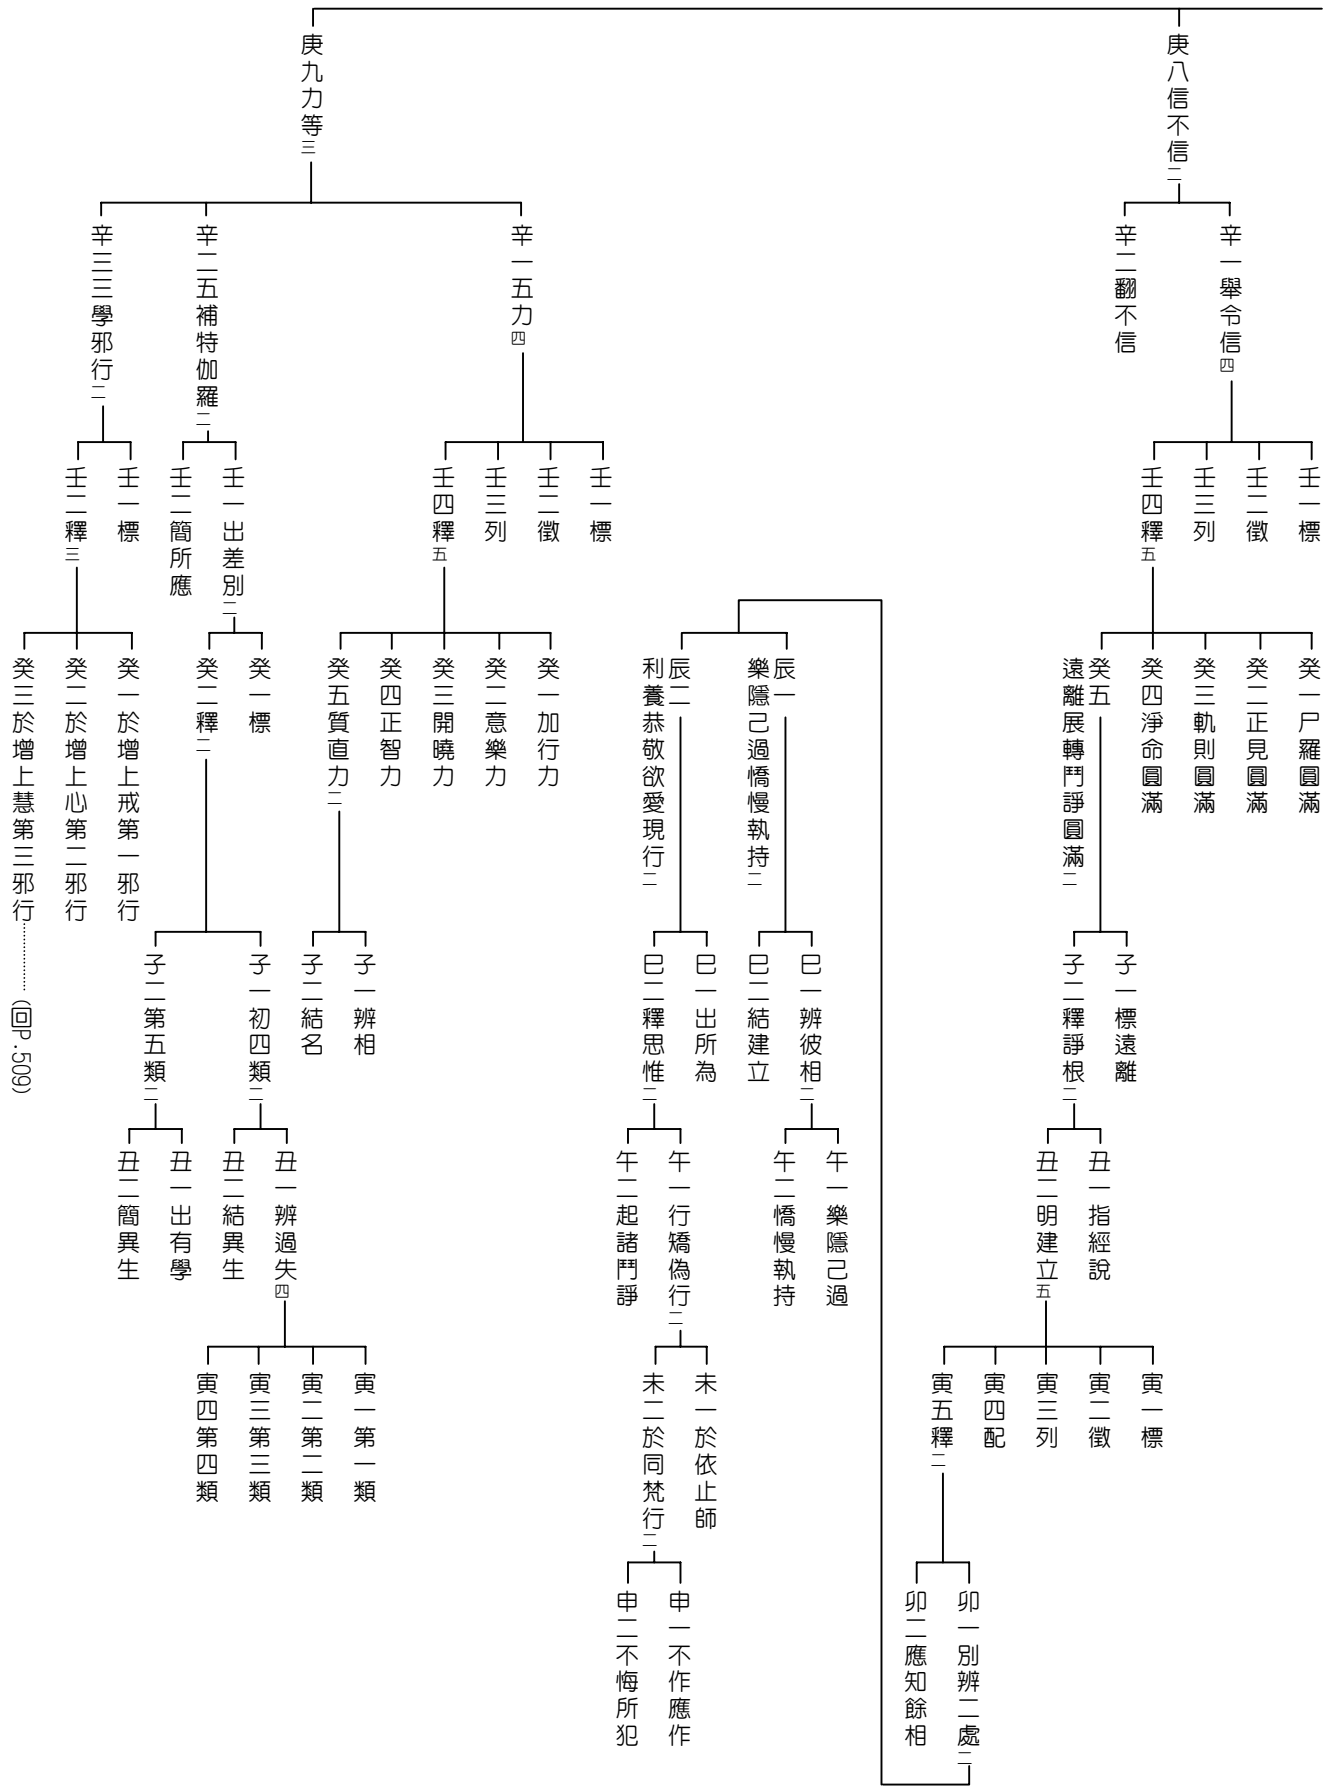 庚八信不信二
辛一舉令信四
壬一標
壬二徵
壬三列
壬四釋五
癸一尸羅圓滿
癸二正見圓滿
癸三軌則圓滿
癸四淨命圓滿
癸五遠離展轉鬥諍圓滿二
子一標遠離
子二釋諍根二
丑一指經說
丑二明建立五
寅一標
寅二徵
寅三列
寅四配
寅五釋二
卯一別辨二處二
辰一樂隱己過憍慢執持二
巳一辨彼相二
午一樂隱己過
午二憍慢執持
巳二結建立
辰二利養恭敬欲愛現行二
巳一出所為
巳二釋思惟二
午一行矯偽行二
未一於依止師
未二於同梵行二
申一不作應作
申二不悔所犯
午二起諸鬥諍
卯二應知餘相
辛二翻不信
庚九力等三
辛一五力四
壬一標
壬二徵
壬三列
壬四釋五
癸一加行力
癸二意樂力
癸三開曉力
癸四正智力
癸五質直力二
子一辨相
子二結名
辛二五補特伽羅二
壬一出差別二
癸一標
癸二釋二
子一初四類二
丑一辨過失四
寅一第一類
寅二第二類
寅三第三類
寅四第四類
丑二結異生
子二第五類二
丑一出有學
丑二簡異生
壬二簡所應
辛三三學邪行二
壬一標
壬二釋三
癸一於增上戒第一邪行
癸二於增上心第二邪行
癸三於增上慧第三邪行…………(回P.509)